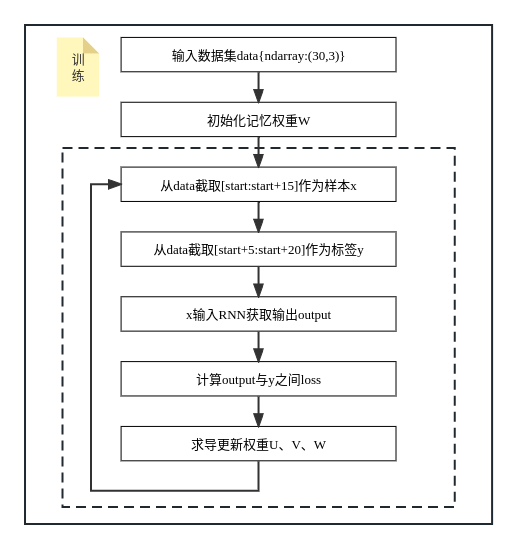 训
练
输入数据集data{ndarray:(30,3)}
初始化记忆权重W
从data截取[start:start+15]作为样本x
从data截取[start+5:start+20]作为标签y
x输入RNN获取输出output
计算output与y之间loss
求导更新权重U、V、W